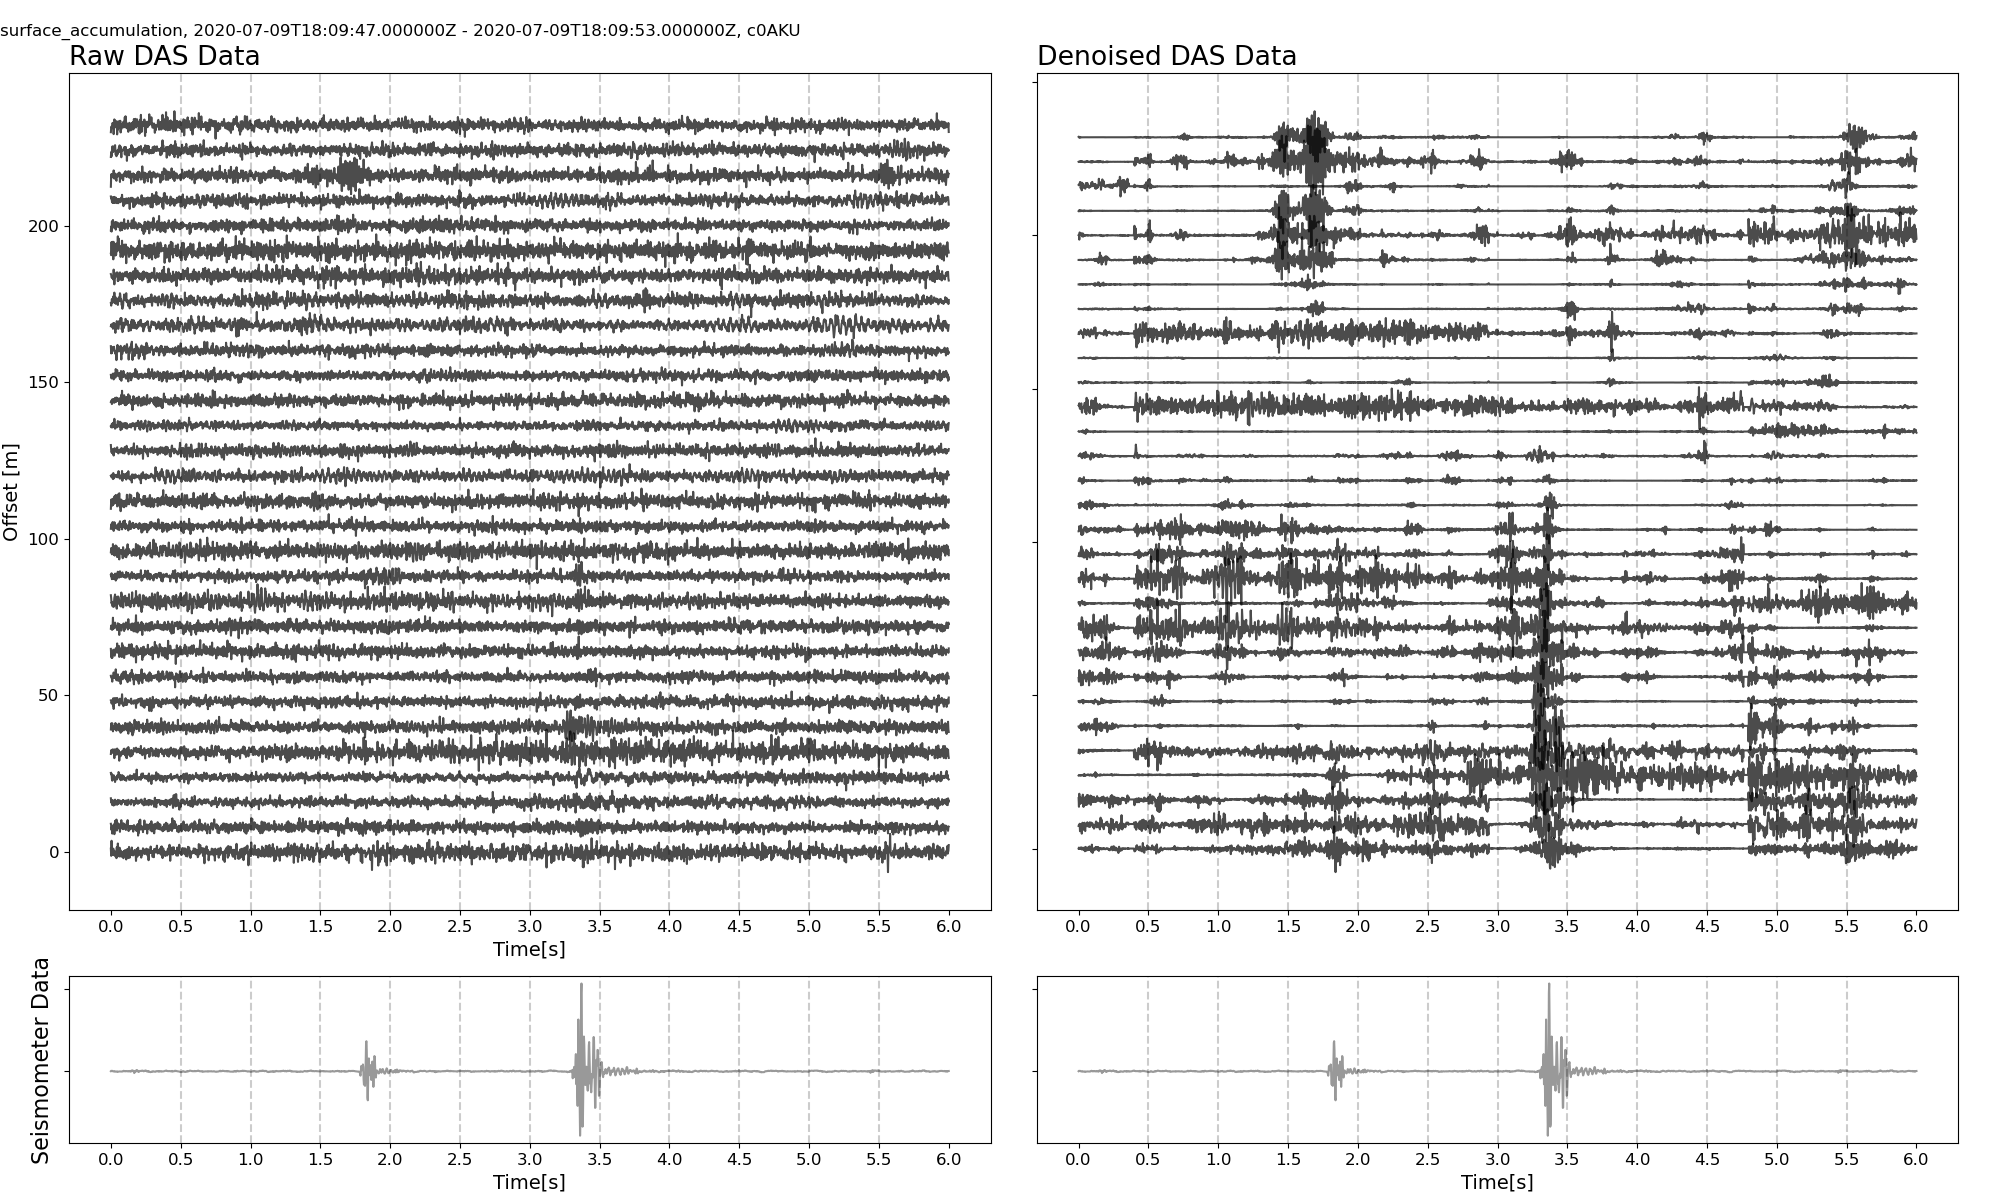 surface_accumulation, 2020-07-09T18:09:47.000000Z - 2020-07-09T18:09:53.000000Z, c0AKU
Raw DAS Data
Denoised DAS Data
Offset [m]
200
150
100
50
0
0.0 0.5 1.0 1.5 2.0 2.5 3.0 3.5 4.0 4.5 5.0 5.5 6.0
Time[s]
0.0 0.5 1.0 1.5 2.0 2.5 3.0 3.5 4.0 4.5 5.0 5.5 6.0
Seismometer Data
0.0 0.5 1.0 1.5 2.0 2.5 3.0 3.5 4.0 4.5 5.0 5.5 6.0
Time[s]
0.0 0.5 1.0 1.5 2.0 2.5 3.0 3.5 4.0 4.5 5.0 5.5 6.0
Time[s]